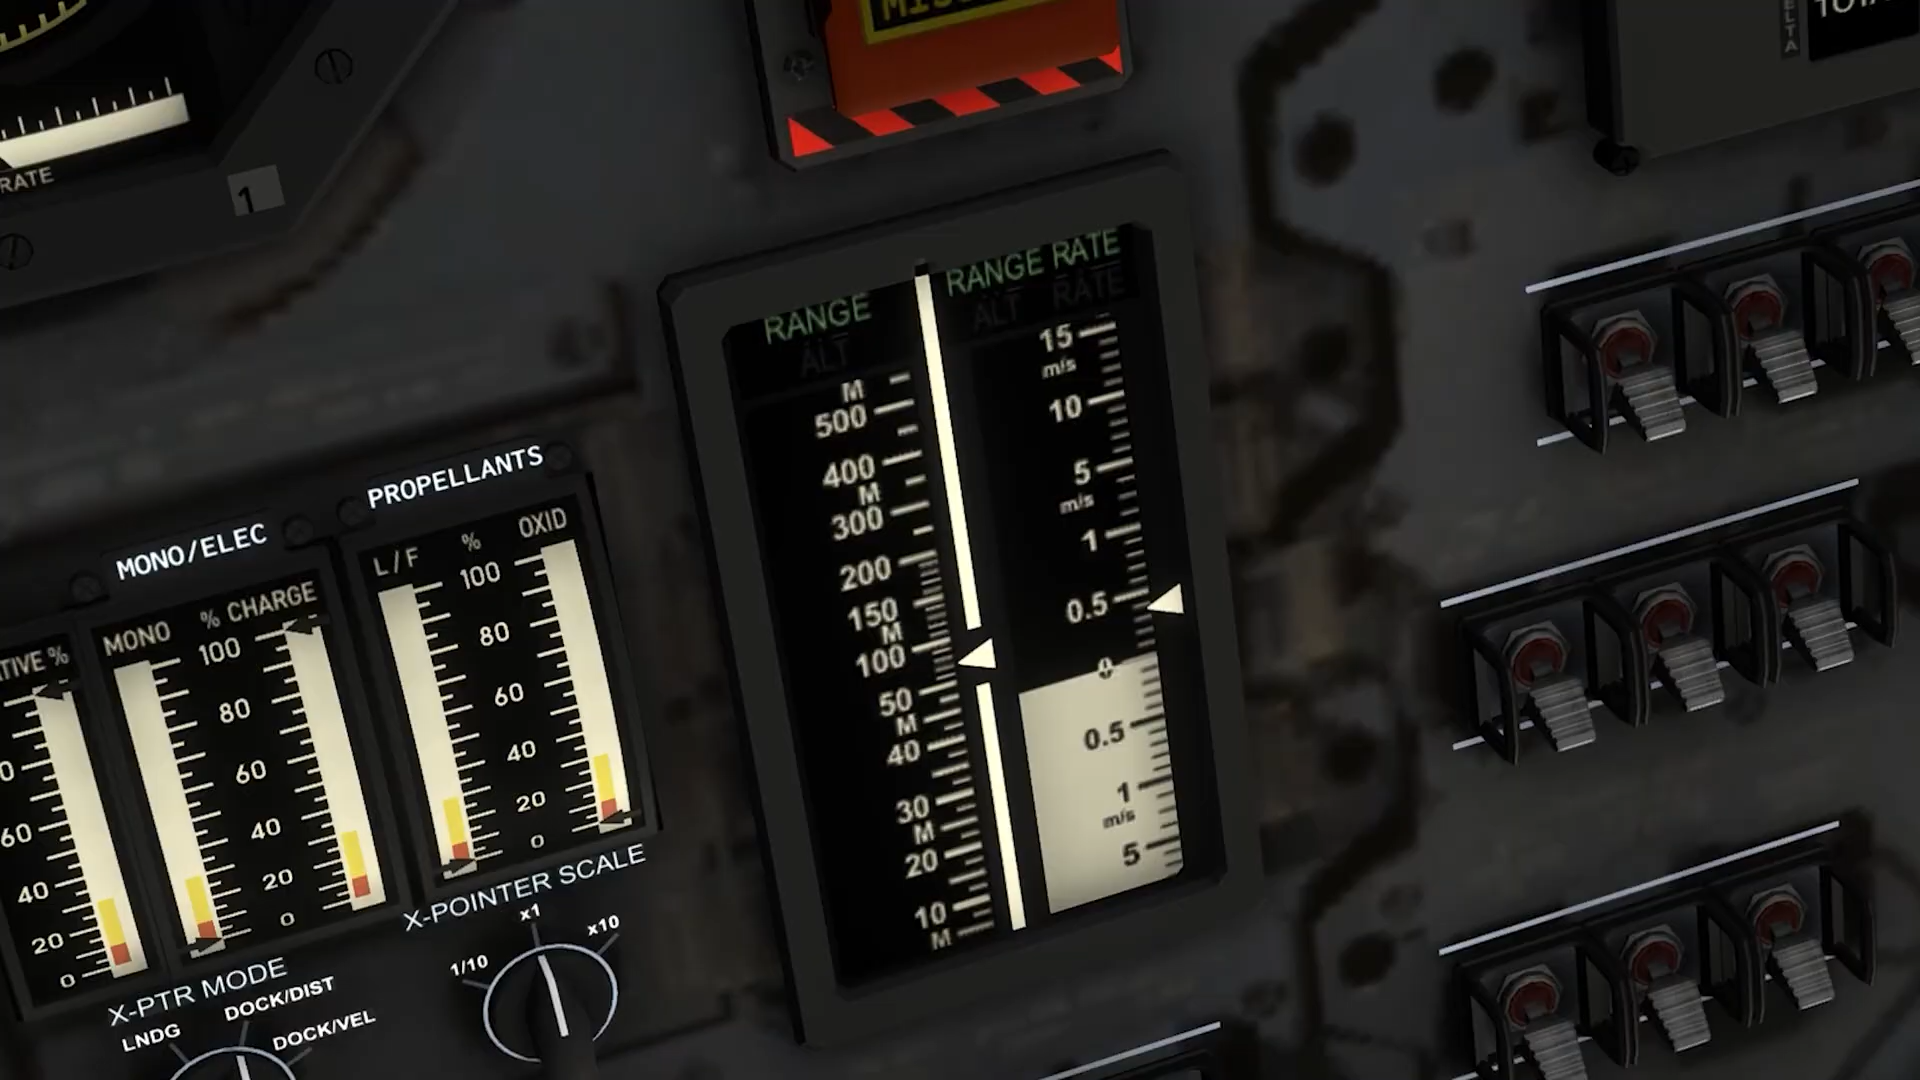 RATE
1
RANGE
ALT
M
500
400
M
300
200
150
M
100
50
M
40
30
M
20
10
M
RANGE RATE
ALT RATE
15
m/s
10
5
m/s
1
0.5
0
0.5
1
m/s
5
PROPELLANTS
L/F % OXID
100
80
60
40
20
0
MONO/ELEC
MONO % CHARGE
100
80
60
40
20
0
%
60
40
20
0
X-POINTER SCALE
1/10
x1
x10
X-PTR MODE
LNDG
DOCK/DIST
DOCK/VEL